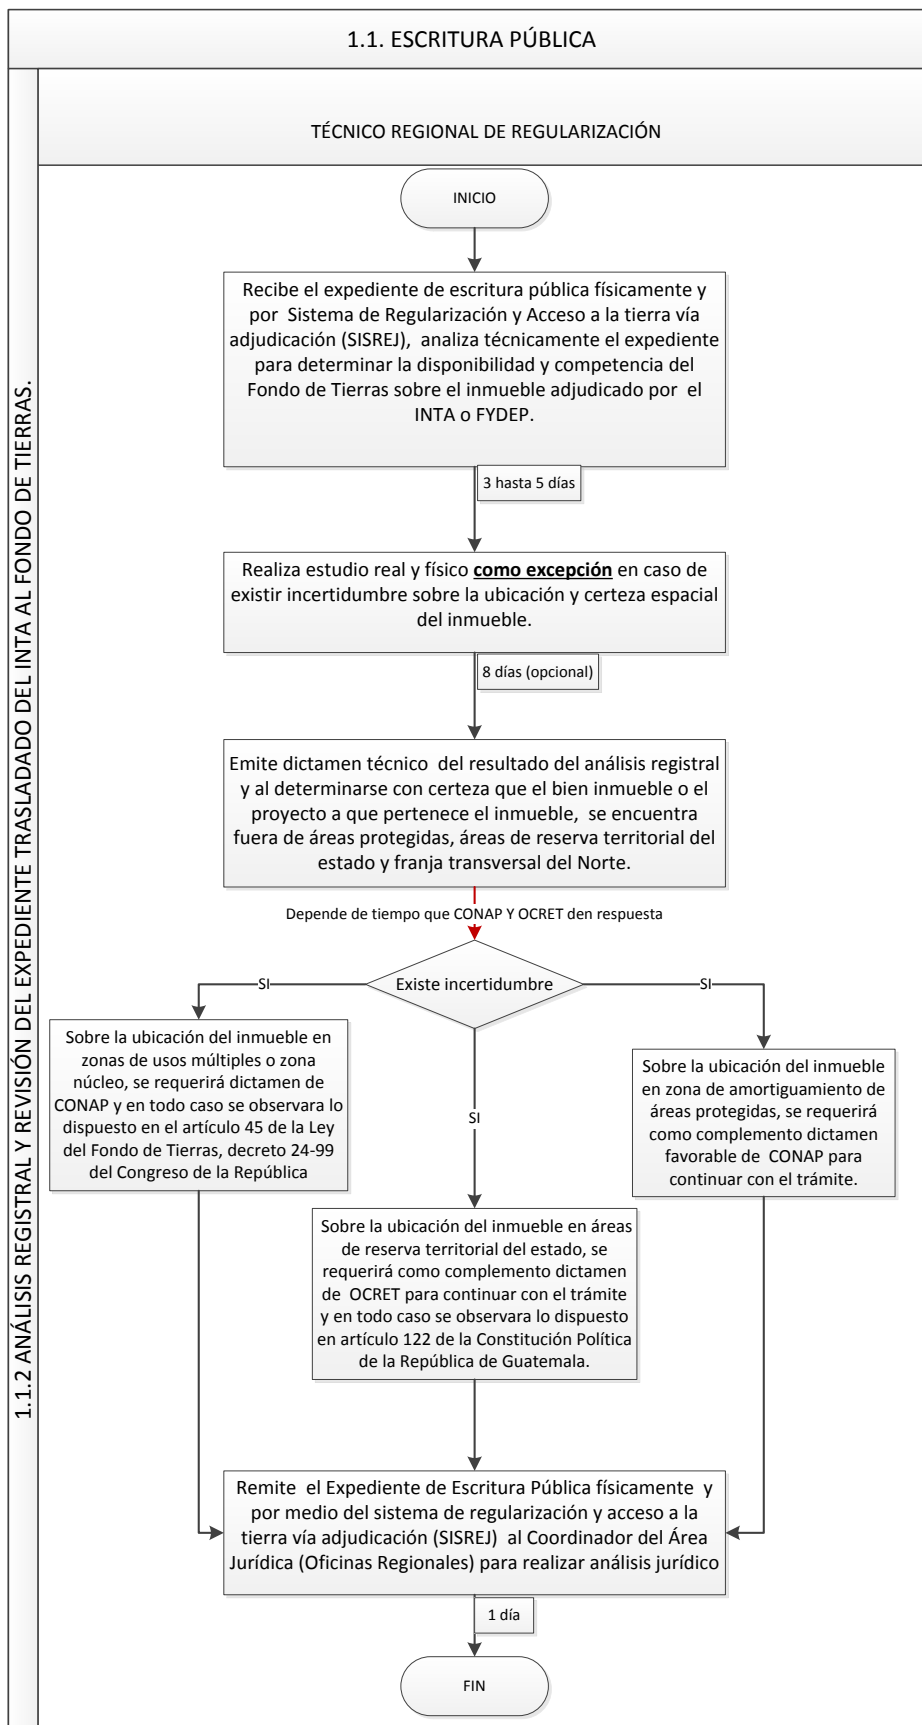 1.1. ESCRITURA PÚBLICA
1.1.2 ANÁLISIS REGISTRAL Y REVISIÓN DEL EXPEDIENTE TRASLADADO DEL INTA AL FONDO DE TIERRAS.
TÉCNICO REGIONAL DE REGULARIZACIÓN
INICIO
Recibe el expediente de escritura pública físicamente y
por Sistema de Regularización y Acceso a la tierra vía
adjudicación (SISREJ), analiza técnicamente el expediente
para determinar la disponibilidad y competencia del
Fondo de Tierras sobre el inmueble adjudicado por el
INTA o FYDEP.
3 hasta 5 días
Realiza estudio real y físico como excepción en caso de
existir incertidumbre sobre la ubicación y certeza espacial
del inmueble.
8 días (opcional)
Emite dictamen técnico del resultado del análisis registral
y al determinarse con certeza que el bien inmueble o el
proyecto a que pertenece el inmueble, se encuentra
fuera de áreas protegidas, áreas de reserva territorial del
estado y franja transversal del Norte.
Depende de tiempo que CONAP Y OCRET den respuesta
Existe incertidumbre
SI
SI
SI
Sobre la ubicación del inmueble en
zonas de usos múltiples o zona
núcleo, se requerirá dictamen de
CONAP y en todo caso se observara lo
dispuesto en el artículo 45 de la Ley
del Fondo de Tierras, decreto 24-99
del Congreso de la República
Sobre la ubicación del inmueble
en zona de amortiguamiento de
áreas protegidas, se requerirá
como complemento dictamen
favorable de CONAP para
continuar con el trámite.
Sobre la ubicación del inmueble en áreas
de reserva territorial del estado, se
requerirá como complemento dictamen
de OCRET para continuar con el trámite
y en todo caso se observara lo dispuesto
en artículo 122 de la Constitución Política
de la República de Guatemala.
Remite el Expediente de Escritura Pública físicamente y
por medio del sistema de regularización y acceso a la
tierra vía adjudicación (SISREJ) al Coordinador del Área
Jurídica (Oficinas Regionales) para realizar análisis jurídico
1 día
FIN